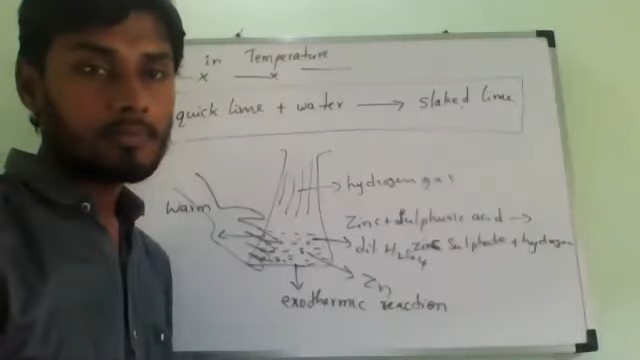 in Temperature
quick lime + water → slaked lime
hydrogen gas
Warm
Zinc + Sulphuric acid →
dil H₂SO₄ Zinc Sulphate + hydrogen
Zn
exothermic reaction